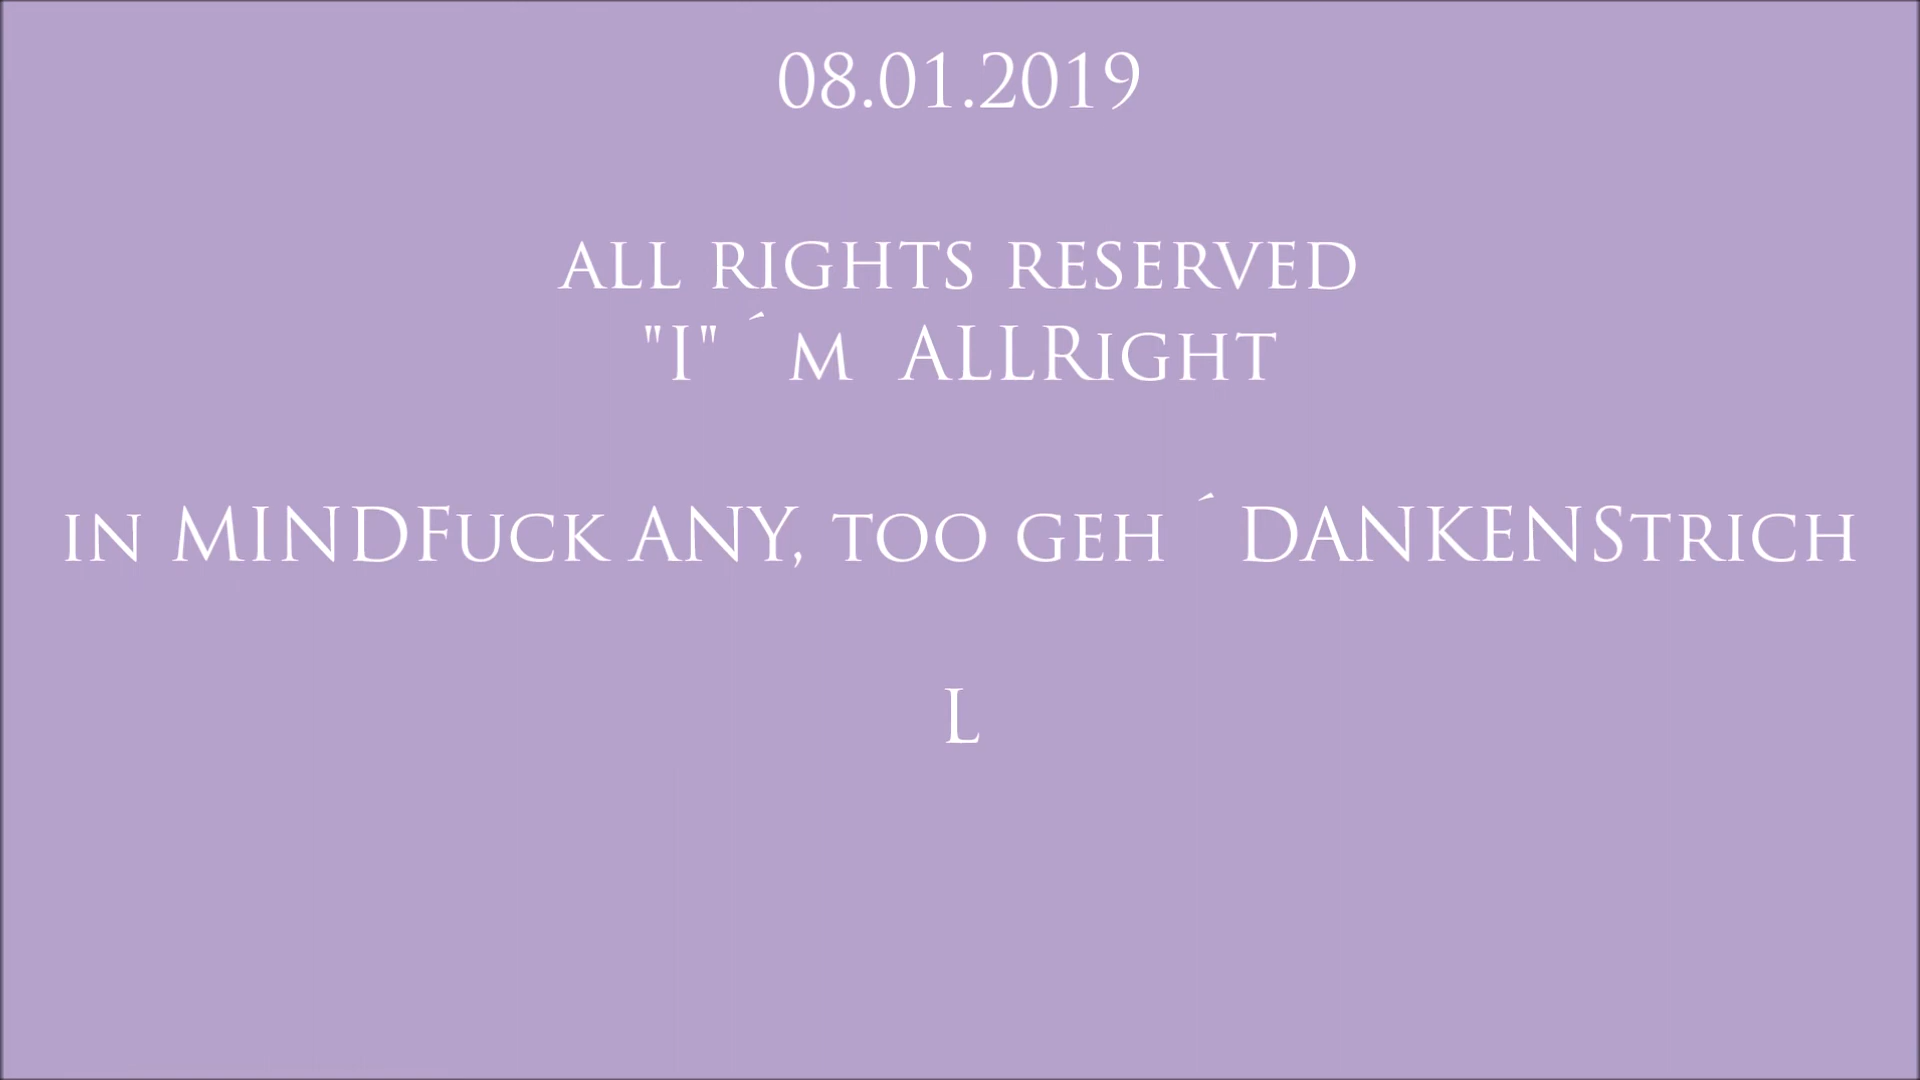 08.01.2019
ALL RIGHTS RESERVED
"I" ´ M ALLRIGHT
IN MINDFUCK ANY, TOO GEH ´ DANKENSTRICH
L